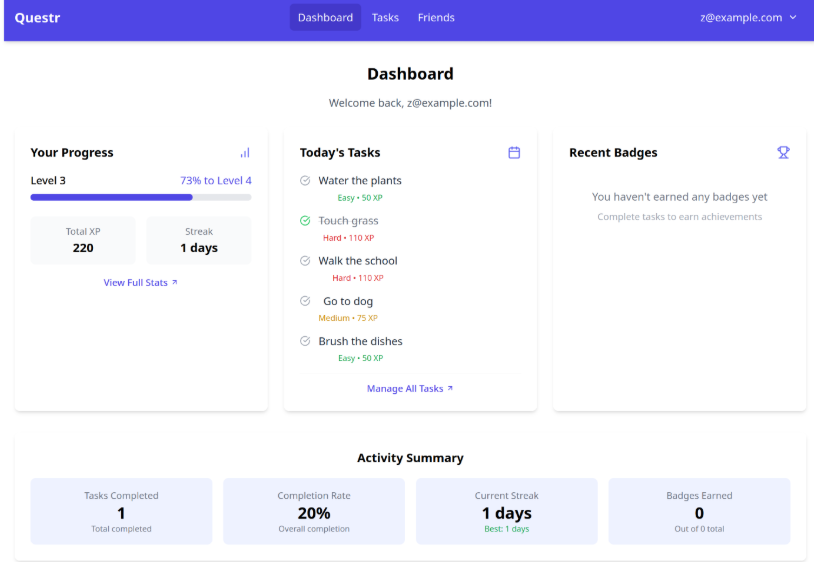 Questr
Dashboard
Tasks
Friends
z@example.com
Dashboard
Welcome back, z@example.com!
Your Progress
Level 3
73% to Level 4
Total XP
220
Streak
1 days
View Full Stats
Today's Tasks
Water the plants
Easy • 50 XP
Touch grass
Hard • 110 XP
Walk the school
Hard • 110 XP
Go to dog
Medium • 75 XP
Brush the dishes
Easy • 50 XP
Manage All Tasks
Recent Badges
You haven't earned any badges yet
Complete tasks to earn achievements
Activity Summary
Tasks Completed
1
Total completed
Completion Rate
20%
Overall completion
Current Streak
1 days
Best: 1 days
Badges Earned
0
Out of 0 total